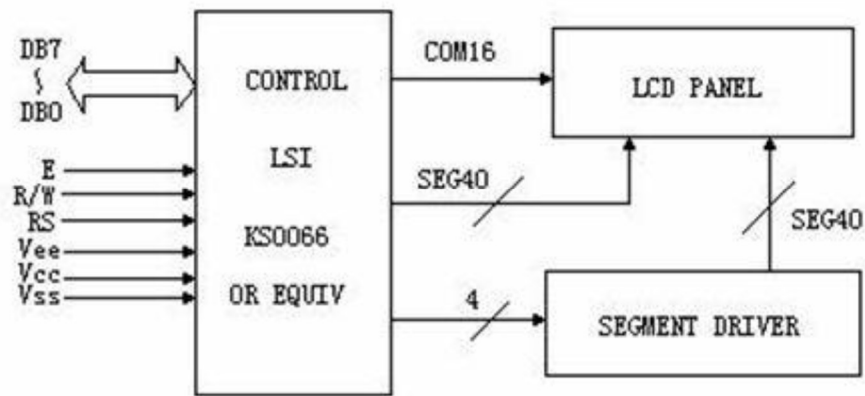 DB7
DB0
E
R/W
RS
Vee
Vcc
Vss
CONTROL
LSI
KS0066
OR EQUIV
COM16
SEG40
4
LCD PANEL
SEG40
SEGMENT DRIVER